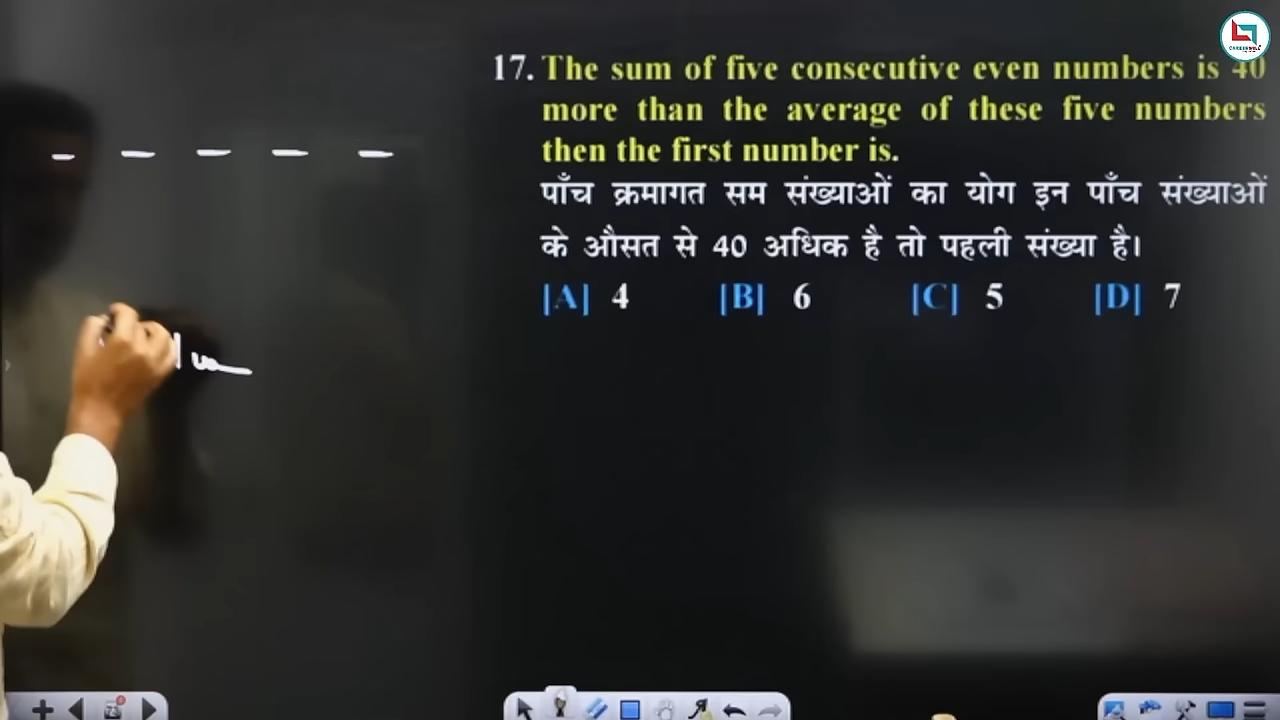 17. The sum of five consecutive even numbers is 40
more than the average of these five numbers
then the first number is.
पाँच क्रमागत सम संख्याओं का योग इन पाँच संख्याओं
के औसत से 40 अधिक है तो पहली संख्या है।
[A] 4 [B] 6 [C] 5 [D] 7